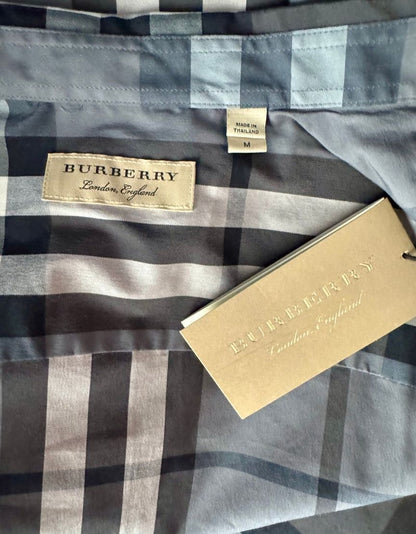 MADE IN
THAILAND
M
BURBERRY
London, England
BURBERRY
London, England